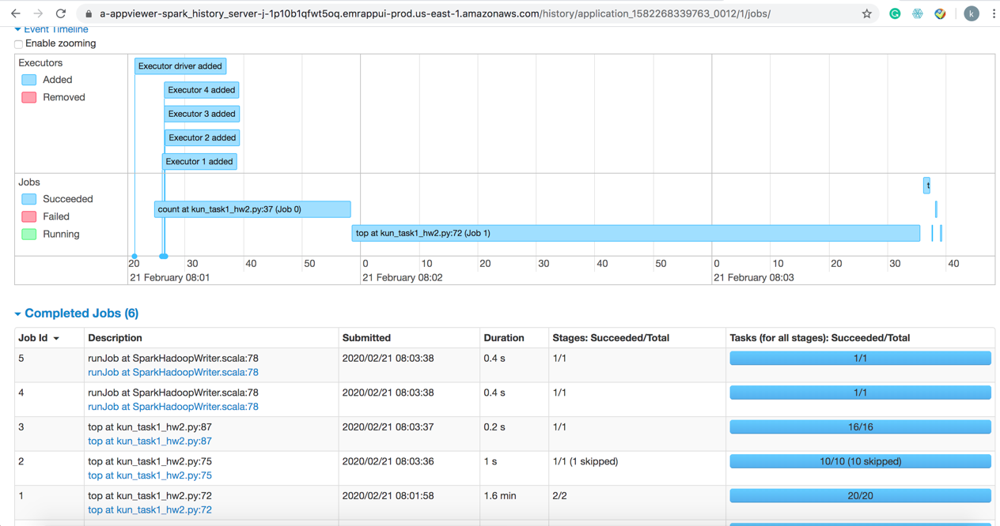 a-appviewer-spark_history_server-j-1p10b1qfwt5oq.emrappui-prod.us-east-1.amazonaws.com/history/application_1582268339763_0012/1/jobs/
k
Event Timeline
Enable zooming
Executors
Added
Removed
Executor driver added
Executor 4 added
Executor 3 added
Executor 2 added
Executor 1 added
Jobs
Succeeded
Failed
Running
t
count at kun_task1_hw2.py:37 (Job 0)
top at kun_task1_hw2.py:72 (Job 1)
20 30 40 50 0 10 20 30 40 50 0 10 20 30 40
21 February 08:01 21 February 08:02 21 February 08:03
Completed Jobs (6)
Job Id Description Submitted Duration Stages: Succeeded/Total Tasks (for all stages): Succeeded/Total
5 runJob at SparkHadoopWriter.scala:78 2020/02/21 08:03:38 0.4 s 1/1 1/1
runJob at SparkHadoopWriter.scala:78
4 runJob at SparkHadoopWriter.scala:78 2020/02/21 08:03:38 0.4 s 1/1 1/1
runJob at SparkHadoopWriter.scala:78
3 top at kun_task1_hw2.py:87 2020/02/21 08:03:37 0.2 s 1/1 16/16
top at kun_task1_hw2.py:87
2 top at kun_task1_hw2.py:75 2020/02/21 08:03:36 1 s 1/1 (1 skipped) 10/10 (10 skipped)
top at kun_task1_hw2.py:75
1 top at kun_task1_hw2.py:72 2020/02/21 08:01:58 1.6 min 2/2 20/20
top at kun_task1_hw2.py:72